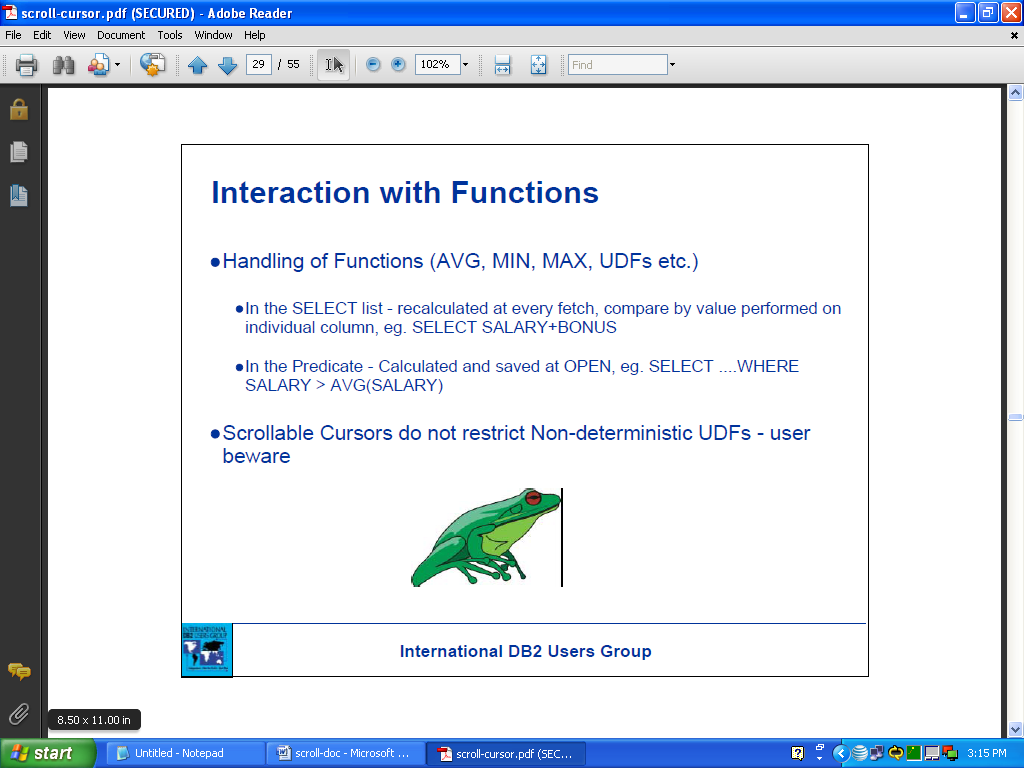 scroll-cursor.pdf (SECURED) - Adobe Reader
File Edit View Document Tools Window Help
29 / 55 102% Find
Interaction with Functions
●Handling of Functions (AVG, MIN, MAX, UDFs etc.)
●In the SELECT list - recalculated at every fetch, compare by value performed on
individual column, eg. SELECT SALARY+BONUS
●In the Predicate - Calculated and saved at OPEN, eg. SELECT ....WHERE
SALARY > AVG(SALARY)
●Scrollable Cursors do not restrict Non-deterministic UDFs - user
beware
INTERNATIONAL
DB2 USERS GROUP
International DB2 Users Group
8.50 x 11.00 in
start Untitled - Notepad scroll-doc - Microsoft ... scroll-cursor.pdf (SEC... 3:15 PM